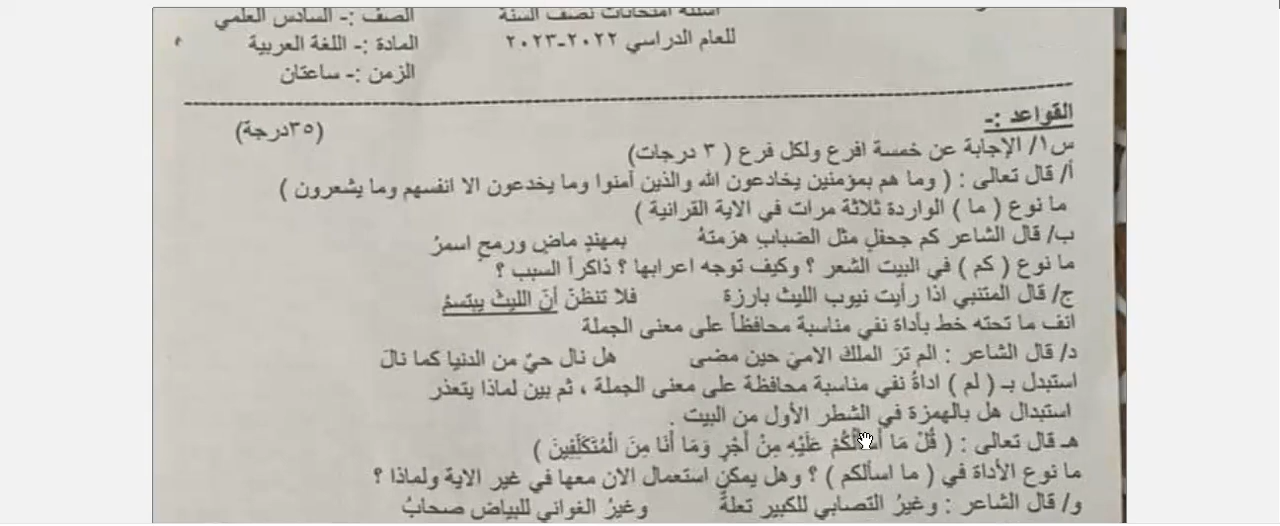 اسئلة امتحانات نصف السنة
الصف :- السادس العلمي
للعام الدراسي ٢٠٢٢-٢٠٢٣
المادة :- اللغة العربية
الزمن :- ساعتان
القواعد :-
(٣٥درجة)
س١/ الإجابة عن خمسة افرع ولكل فرع ( ٣ درجات)
أ/ قال تعالى : ( وما هم بمؤمنين يخادعون الله والذين آمنوا وما يخدعون الا انفسهم وما يشعرون )
ما نوع ( ما ) الواردة ثلاثة مرات في الاية القرانية )
ب/ قال الشاعر كم جحفلٍ مثل الضبابِ هزمتهُ بمهندٍ ماضٍ ورمحٍ اسمرُ
ما نوع ( كم ) في البيت الشعر ؟ وكيف توجه اعرابها ؟ ذاكراً السبب ؟
ج/ قال المتنبي اذا رأيت نيوب الليث بارزة فلا تظننّ أنّ الليثَ يبتسمُ
انف ما تحته خط بأداة نفي مناسبة محافظاً على معنى الجملة
د/ قال الشاعر : الم ترَ الملكَ الاميَ حين مضى هل نال حيٌ من الدنيا كما نالَ
استبدل بـ ( لم ) اداةُ نفي مناسبة محافظة على معنى الجملة ، ثم بين لماذا يتعذر
استبدال هل بالهمزة في الشطر الأول من البيت .
هـ قال تعالى : ( قُلْ مَا أَسْأَلُكُمْ عَلَيْهِ مِنْ أَجْرٍ وَمَا أَنَا مِنَ الْمُتَكَلِّفِينَ )
ما نوع الأداة في ( ما اسألكم ) ؟ وهل يمكن استعمال الان معها في غير الاية ولماذا ؟
و/ قال الشاعر : وغيرُ التصابي للكبير تعلةً وغيرُ الغواني للبياض صحابُ